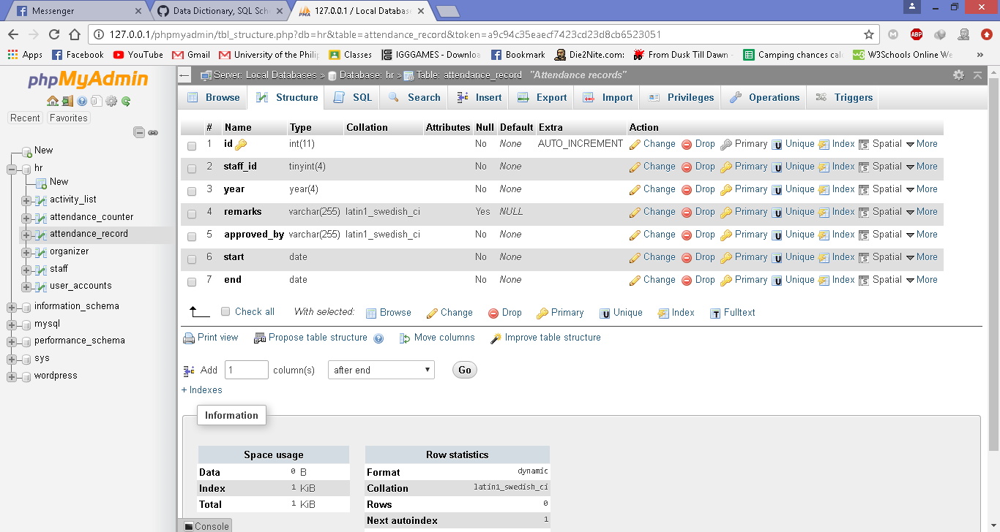 Messenger
Data Dictionary, SQL Sch
127.0.0.1 / Local Databas
127.0.0.1/phpmyadmin/tbl_structure.php?db=hr&table=attendance_record&token=a9c94c35eaecf7423cd23d8cb6523051
Apps Facebook YouTube Gmail University of the Philip Classes IGGGAMES - Downloa Bookmark Die2Nite.com: From Dusk Till Dawn Camping chances calc W3Schools Online We »
phpMyAdmin
Recent Favorites
New
hr
New
activity_list
attendance_counter
attendance_record
organizer
staff
user_accounts
information_schema
mysql
performance_schema
sys
wordpress
Server: Local Databases » Database: hr » Table: attendance_record "Attendance records"
Browse Structure SQL Search Insert Export Import Privileges Operations Triggers
# Name Type Collation Attributes Null Default Extra Action
1 id int(11) No None AUTO_INCREMENT Change Drop Primary Unique Index Spatial More
2 staff_id tinyint(4) No None Change Drop Primary Unique Index Spatial More
3 year year(4) No None Change Drop Primary Unique Index Spatial More
4 remarks varchar(255) latin1_swedish_ci Yes NULL Change Drop Primary Unique Index Spatial More
5 approved_by varchar(255) latin1_swedish_ci No None Change Drop Primary Unique Index Spatial More
6 start date No None Change Drop Primary Unique Index Spatial More
7 end date No None Change Drop Primary Unique Index Spatial More
Check all With selected: Browse Change Drop Primary Unique Index Fulltext
Print view Propose table structure Move columns Improve table structure
Add 1 column(s) after end Go
+ Indexes
Information
Space usage
Data 0 B
Index 1 KiB
Total 1 KiB
Row statistics
Format dynamic
Collation latin1_swedish_ci
Rows 0
Next autoindex 1
Console